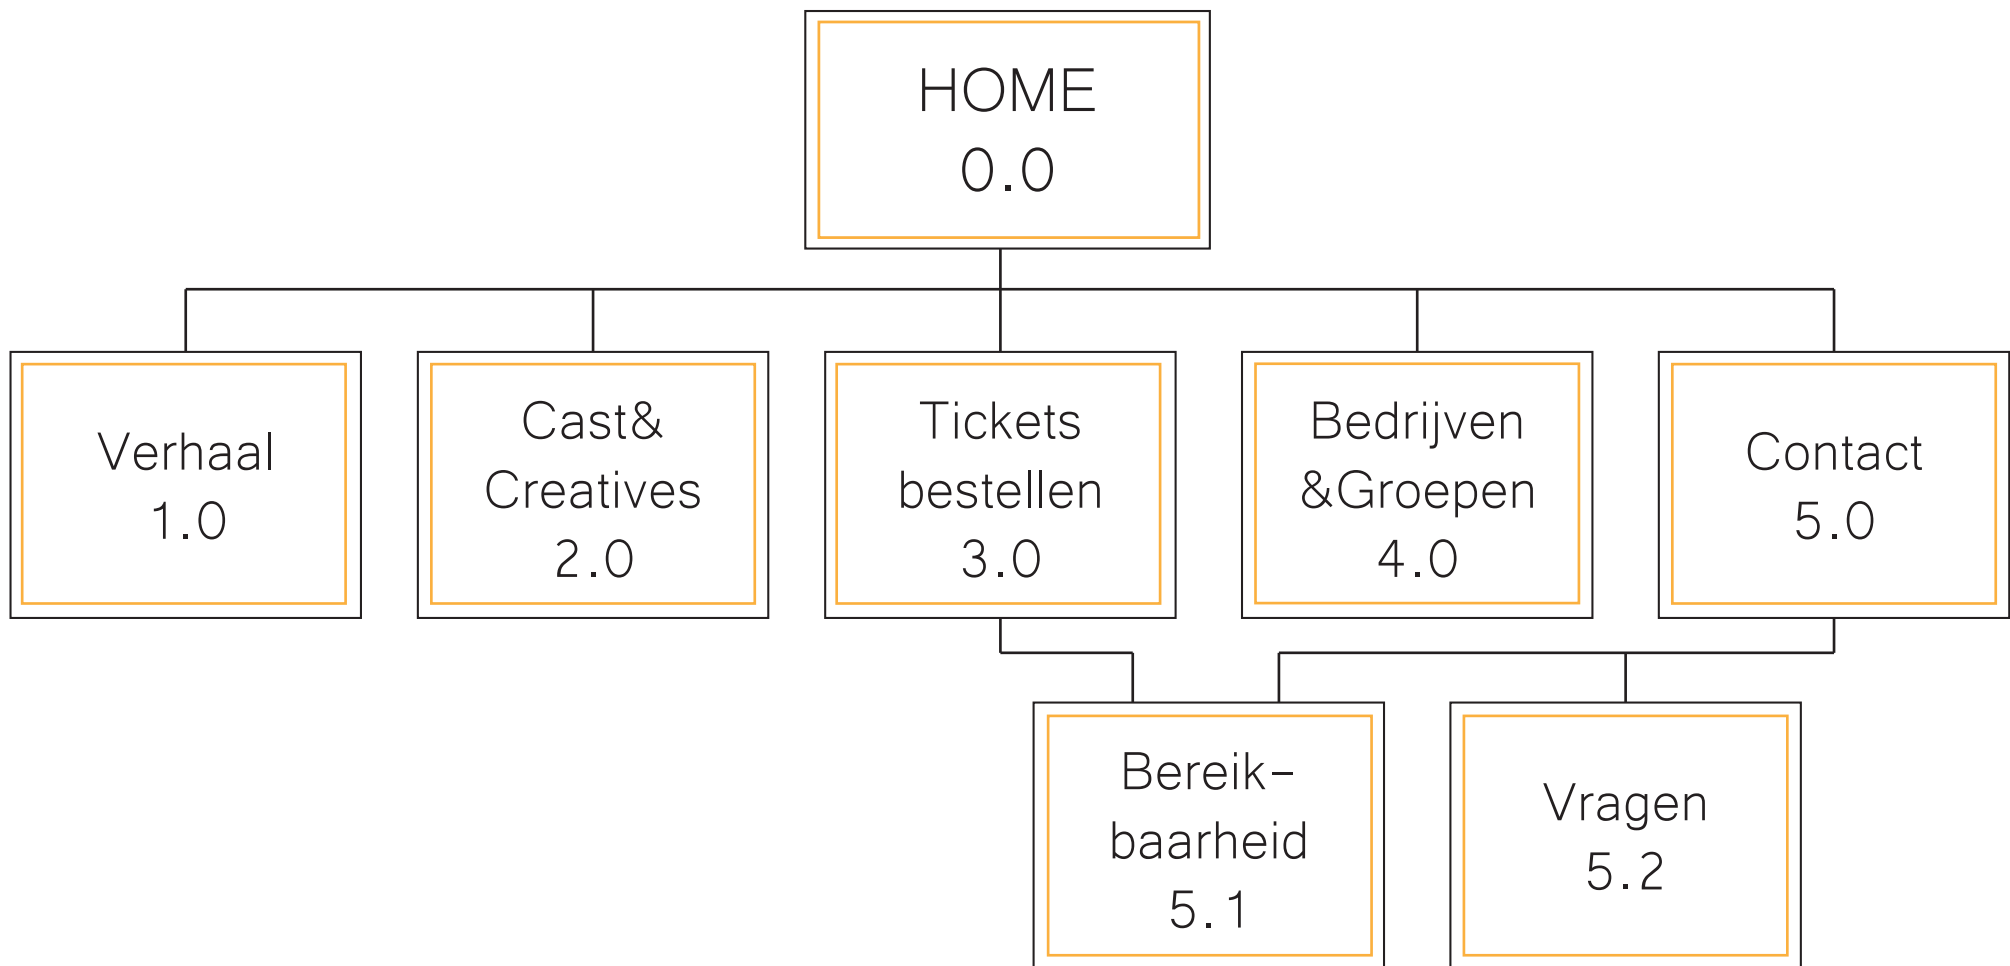 HOME
0.0
Verhaal
1.0
Cast&
Creatives
2.0
Tickets
bestellen
3.0
Bedrijven
&Groepen
4.0
Contact
5.0
Bereik-
baarheid
5.1
Vragen
5.2